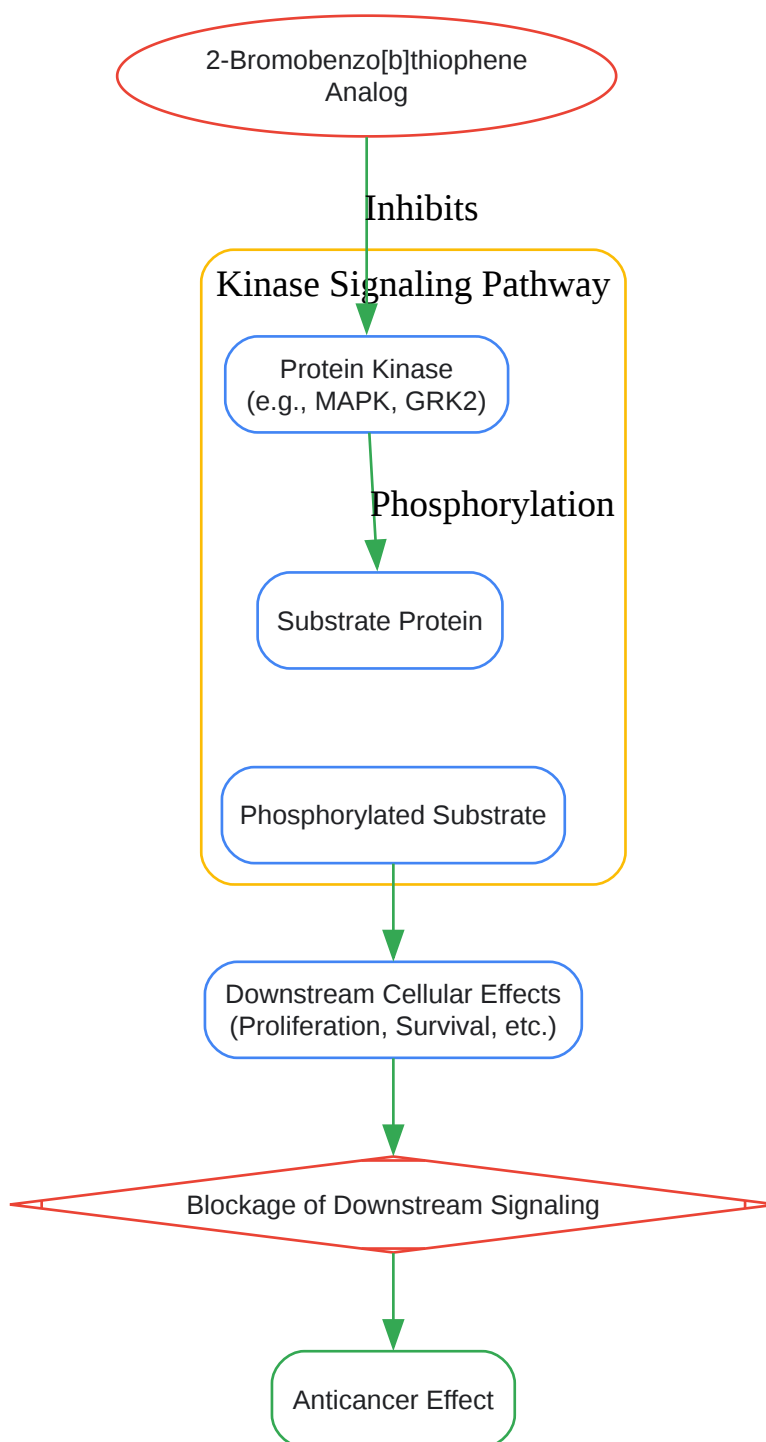 2-Bromobenzo[b]thiophene
Analog
Inhibits
Kinase Signaling Pathway
Protein Kinase
(e.g., MAPK, GRK2)
Phosphorylation
Substrate Protein
Phosphorylated Substrate
Downstream Cellular Effects
(Proliferation, Survival, etc.)
Blockage of Downstream Signaling
Anticancer Effect